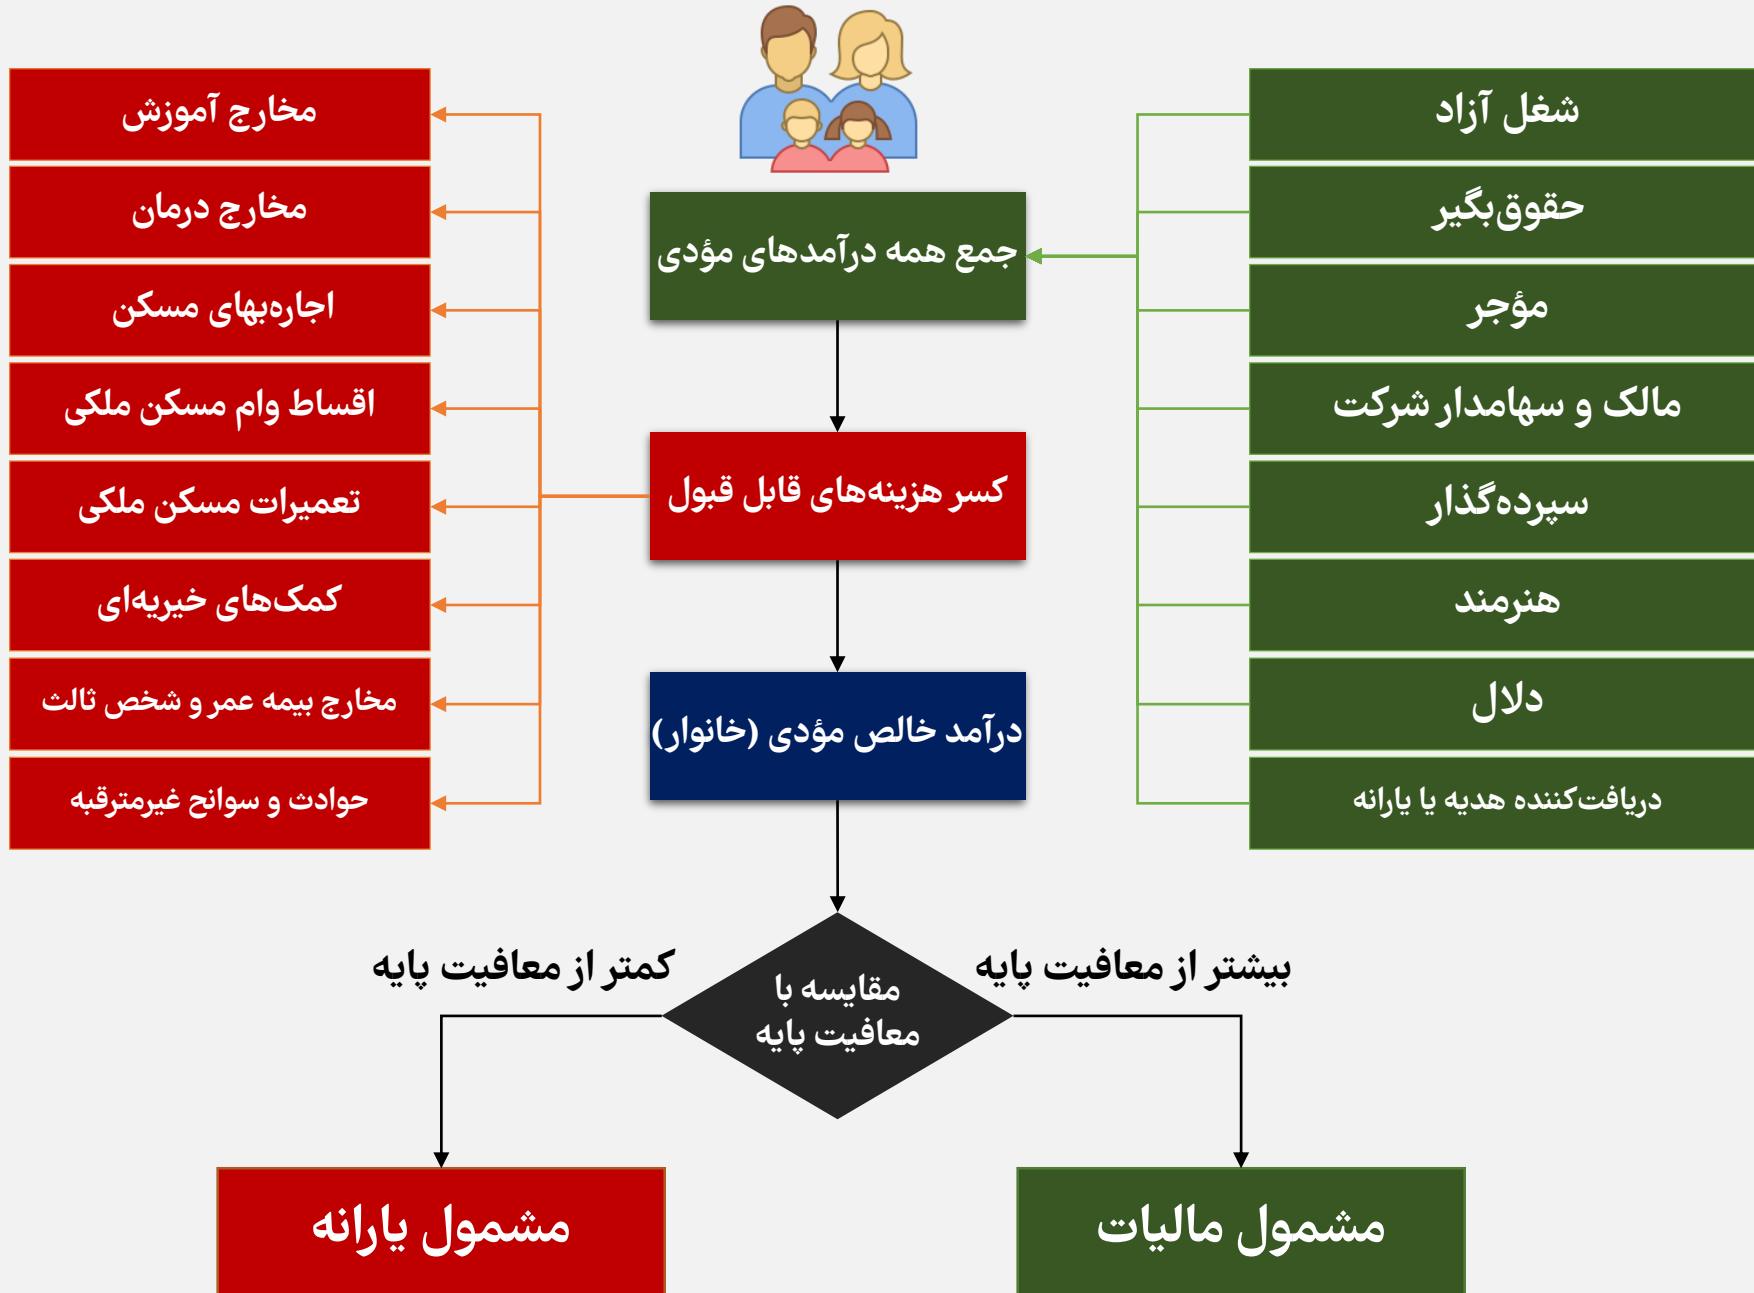 شغل آزاد
حقوق‌بگیر
مؤجر
مالک و سهامدار شرکت
سپرده‌گذار
هنرمند
دلال
دریافت‌کننده هدیه یا یارانه
جمع همه درآمدهای مؤدی
کسر هزینه‌های قابل قبول
درآمد خالص مؤدی (خانوار)
مخارج آموزش
مخارج درمان
اجاره‌بهای مسکن
اقساط وام مسکن ملکی
تعمیرات مسکن ملکی
کمک‌های خیریه‌ای
مخارج بیمه عمر و شخص ثالث
حوادث و سوانح غیرمترقبه
مقایسه با
معافیت پایه
بیشتر از معافیت پایه
کمتر از معافیت پایه
مشمول مالیات
مشمول یارانه